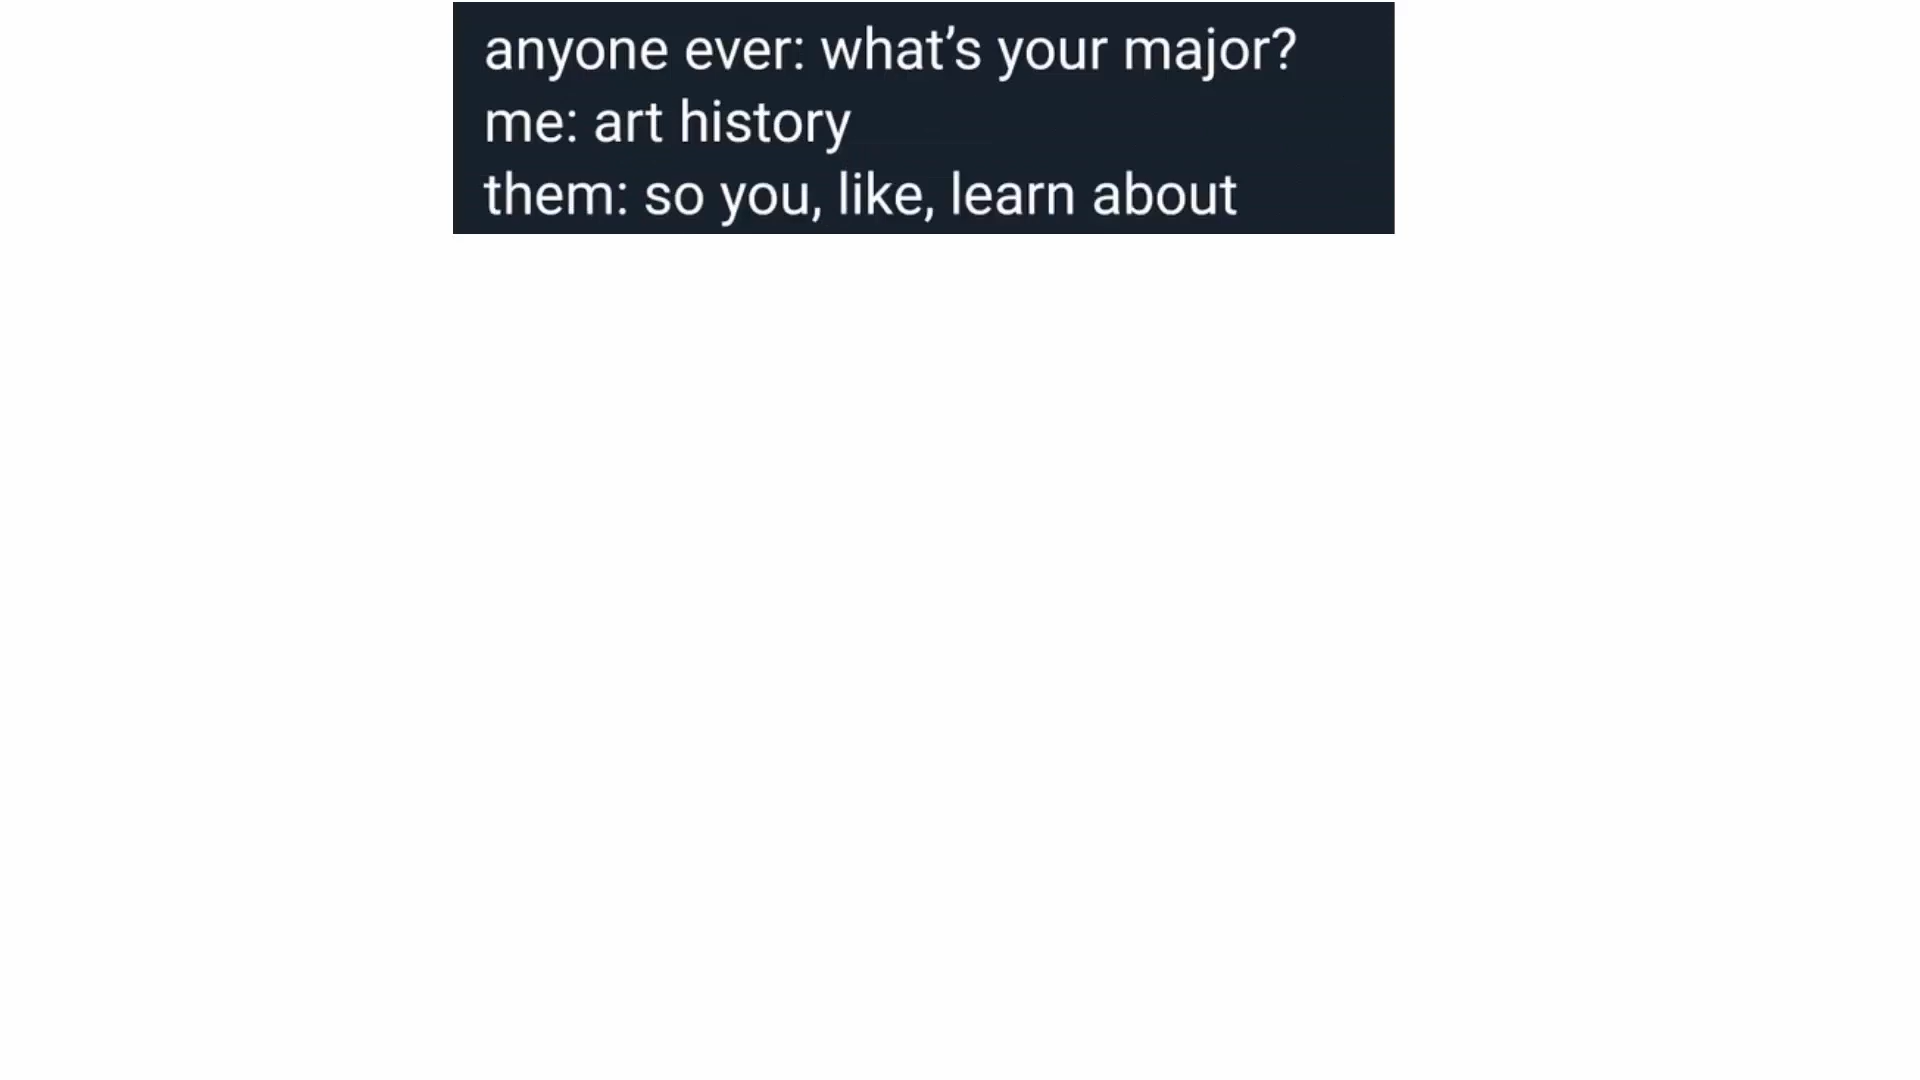 anyone ever: what’s your major?
me: art history
them: so you, like, learn about